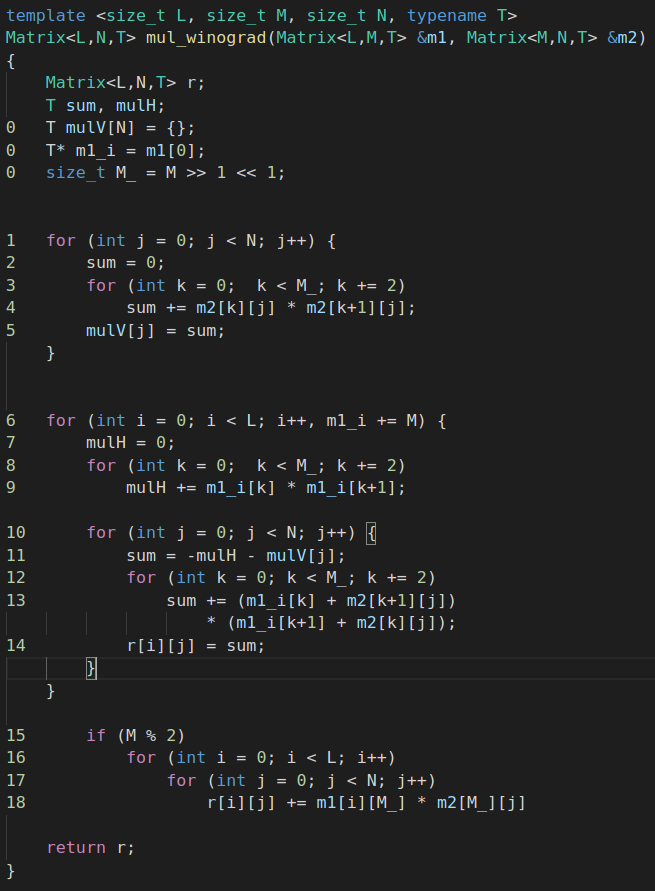 template <size_t L, size_t M, size_t N, typename T>
Matrix<L,N,T> mul_winograd(Matrix<L,M,T> &m1, Matrix<M,N,T> &m2)
{
    Matrix<L,N,T> r;
    T sum, mulH;
0   T mulV[N] = {};
0   T* m1_i = m1[0];
0   size_t M_ = M >> 1 << 1;
1   for (int j = 0; j < N; j++) {
2       sum = 0;
3       for (int k = 0;  k < M_; k += 2)
4           sum += m2[k][j] * m2[k+1][j];
5       mulV[j] = sum;
    }
6   for (int i = 0; i < L; i++, m1_i += M) {
7       mulH = 0;
8       for (int k = 0;  k < M_; k += 2)
9           mulH += m1_i[k] * m1_i[k+1];
10      for (int j = 0; j < N; j++) {
11          sum = -mulH - mulV[j];
12          for (int k = 0; k < M_; k += 2)
13              sum += (m1_i[k] + m2[k+1][j])
                    * (m1_i[k+1] + m2[k][j]);
14          r[i][j] = sum;
        }
    }
15      if (M % 2)
16          for (int i = 0; i < L; i++)
17              for (int j = 0; j < N; j++)
18                  r[i][j] += m1[i][M_] * m2[M_][j]
    return r;
}